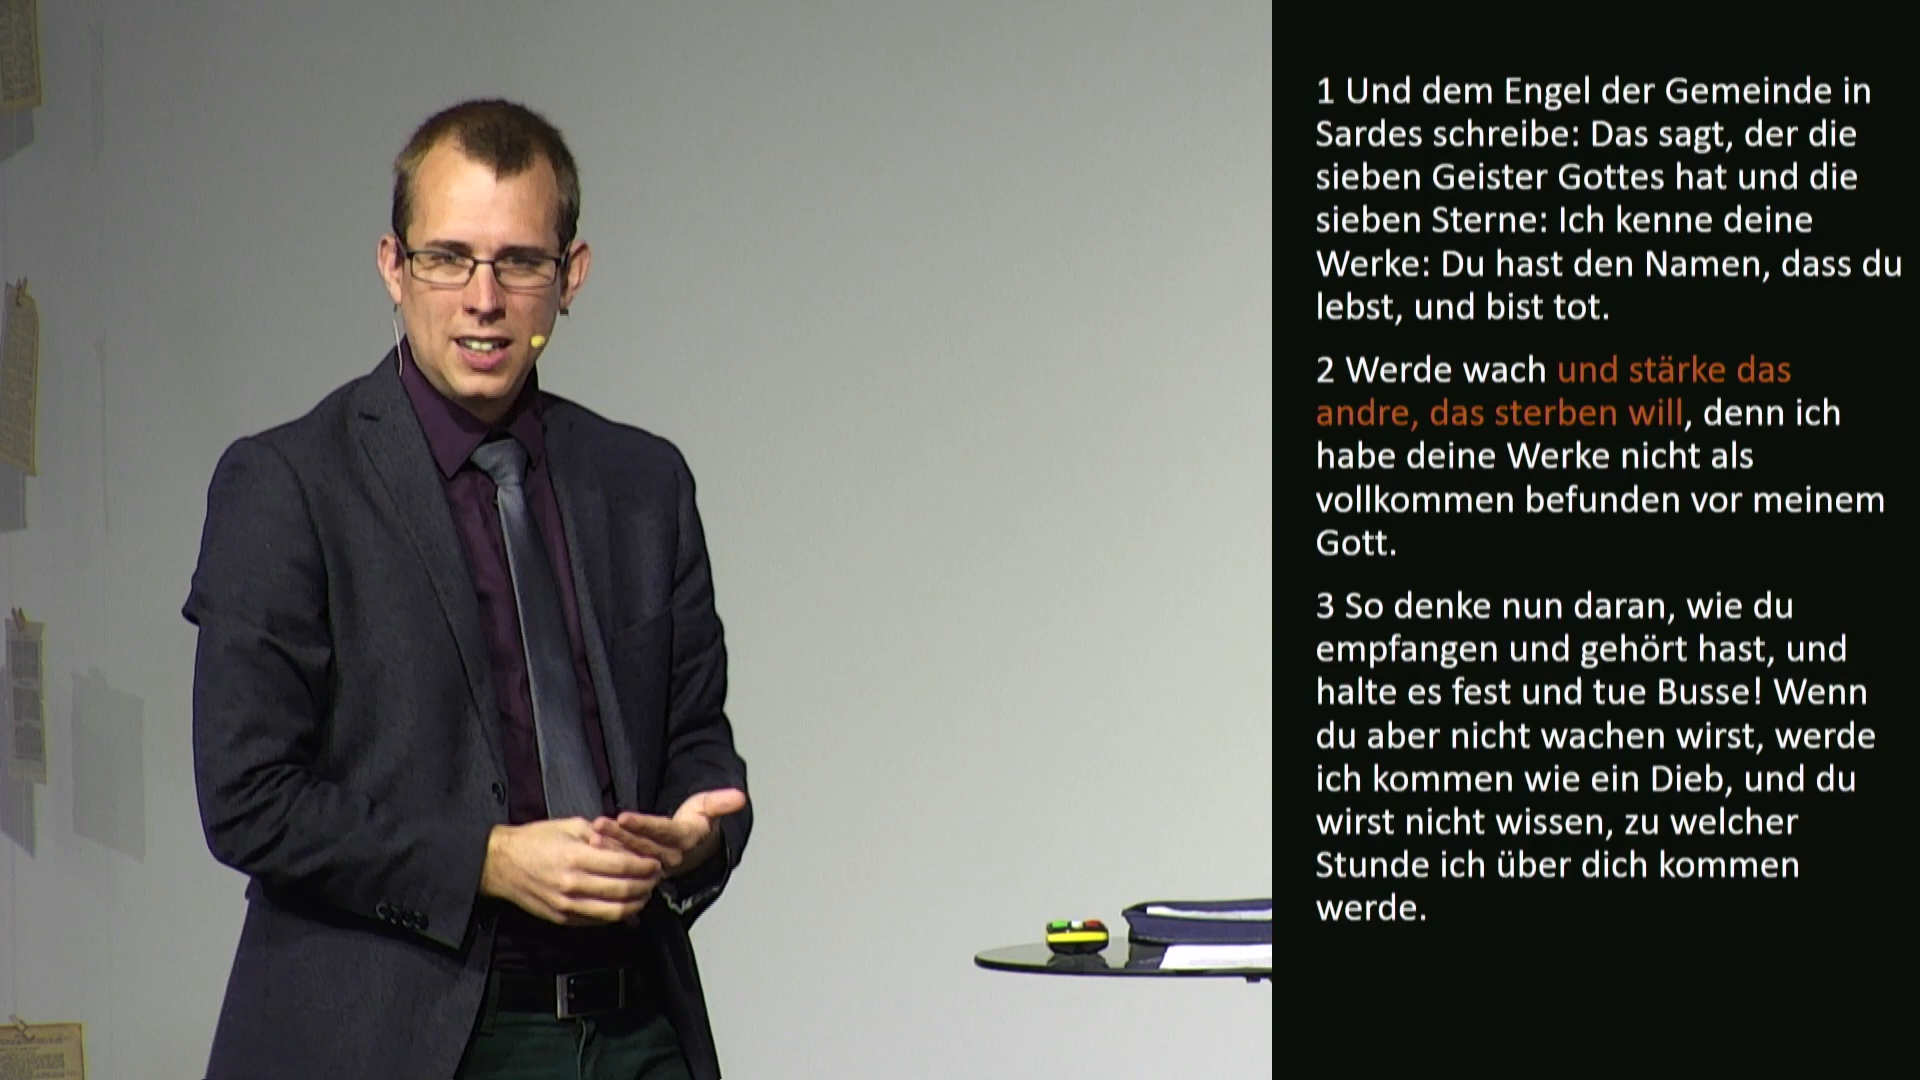 1 Und dem Engel der Gemeinde in
Sardes schreibe: Das sagt, der die
sieben Geister Gottes hat und die
sieben Sterne: Ich kenne deine
Werke: Du hast den Namen, dass du
lebst, und bist tot.
2 Werde wach und stärke das
andre, das sterben will, denn ich
habe deine Werke nicht als
vollkommen befunden vor meinem
Gott.
3 So denke nun daran, wie du
empfangen und gehört hast, und
halte es fest und tue Busse! Wenn
du aber nicht wachen wirst, werde
ich kommen wie ein Dieb, und du
wirst nicht wissen, zu welcher
Stunde ich über dich kommen
werde.